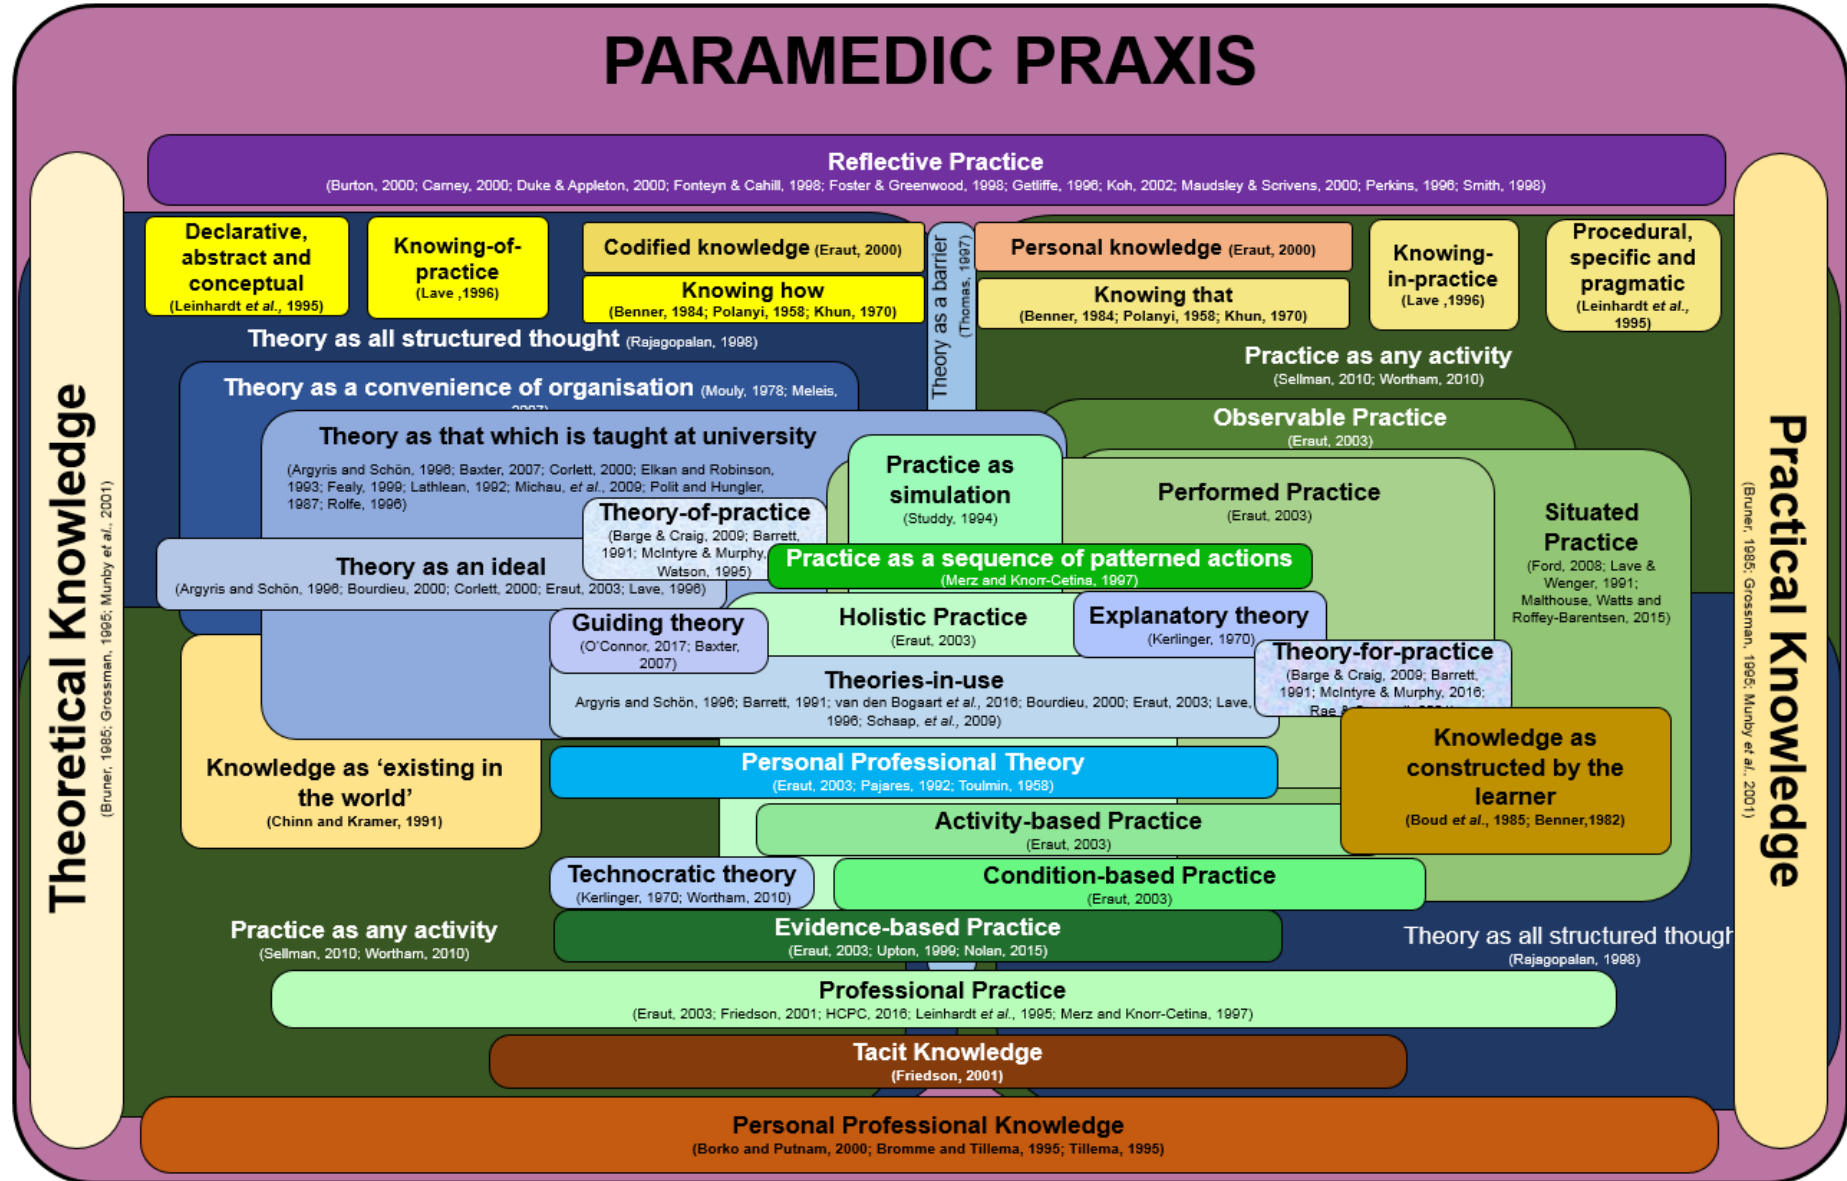 PARAMEDIC PRAXIS
Reflective Practice
(Burton, 2000; Carney, 2000; Duke & Appleton, 2000; Fonteyn & Cahill, 1998; Foster & Greenwood, 1998; Getliffe, 1996; Koh, 2002; Maudsley & Scrivens, 2000; Perkins, 1996; Smith, 1998)
Theoretical Knowledge
(Bruner, 1985; Grossman, 1995; Munby et al., 2001)
Declarative,
abstract and
conceptual
(Leinhardt et al., 1995)
Knowing-of-
practice
(Lave ,1996)
Codified knowledge (Eraut, 2000)
Knowing how
(Benner, 1984; Polanyi, 1958; Khun, 1970)
Theory as a barrier
(Thomas, 1997)
Personal knowledge (Eraut, 2000)
Knowing that
(Benner, 1984; Polanyi, 1958; Khun, 1970)
Knowing-
in-practice
(Lave ,1996)
Procedural,
specific and
pragmatic
(Leinhardt et al.,
1995)
Practical Knowledge
(Bruner, 1985; Grossman, 1995; Munby et al., 2001)
Theory as all structured thought (Rajagopalan, 1998)
Practice as any activity
(Sellman, 2010; Wortham, 2010)
Theory as a convenience of organisation (Mouly, 1978; Meleis,
Observable Practice
(Eraut, 2003)
Theory as that which is taught at university
(Argyris and Schön, 1996; Baxter, 2007; Corlett, 2000; Elkan and Robinson,
1993; Fealy, 1999; Lathlean, 1992; Michau, et al., 2009; Polit and Hungler,
1987; Rolfe, 1996)
Practice as
simulation
(Studdy, 1994)
Performed Practice
(Eraut, 2003)
Situated
Practice
(Ford, 2008; Lave &
Wenger, 1991;
Malthouse, Watts and
Roffey-Barentsen, 2015)
Theory-of-practice
(Barge & Craig, 2009; Barrett,
1991; McIntyre & Murphy,
Watson, 1995)
Practice as a sequence of patterned actions
(Merz and Knorr-Cetina, 1997)
Theory as an ideal
(Argyris and Schön, 1996; Bourdieu, 2000; Corlett, 2000; Eraut, 2003; Lave, 1996)
Guiding theory
(O'Connor, 2017; Baxter,
2007)
Holistic Practice
(Eraut, 2003)
Explanatory theory
(Kerlinger, 1970)
Theory-for-practice
(Barge & Craig, 2009; Barrett,
1991; McIntyre & Murphy, 2016;
Rae &
Theories-in-use
Argyris and Schön, 1996; Barrett, 1991; van den Bogaart et al., 2016; Bourdieu, 2000; Eraut, 2003; Lave,
1996; Schaap, et al., 2009)
Knowledge as 'existing in
the world'
(Chinn and Kramer, 1991)
Personal Professional Theory
(Eraut, 2003; Pajares, 1992; Toulmin, 1958)
Knowledge as
constructed by the
learner
(Boud et al., 1985; Benner,1982)
Activity-based Practice
(Eraut, 2003)
Technocratic theory
(Kerlinger, 1970; Wortham, 2010)
Condition-based Practice
(Eraut, 2003)
Practice as any activity
(Sellman, 2010; Wortham, 2010)
Evidence-based Practice
(Eraut, 2003; Upton, 1999; Nolan, 2015)
Theory as all structured though
(Rajagopalan, 1998)
Professional Practice
(Eraut, 2003; Friedson, 2001; HCPC, 2016; Leinhardt et al., 1995; Merz and Knorr-Cetina, 1997)
Tacit Knowledge
(Friedson, 2001)
Personal Professional Knowledge
(Borko and Putnam, 2000; Bromme and Tillema, 1995; Tillema, 1995)